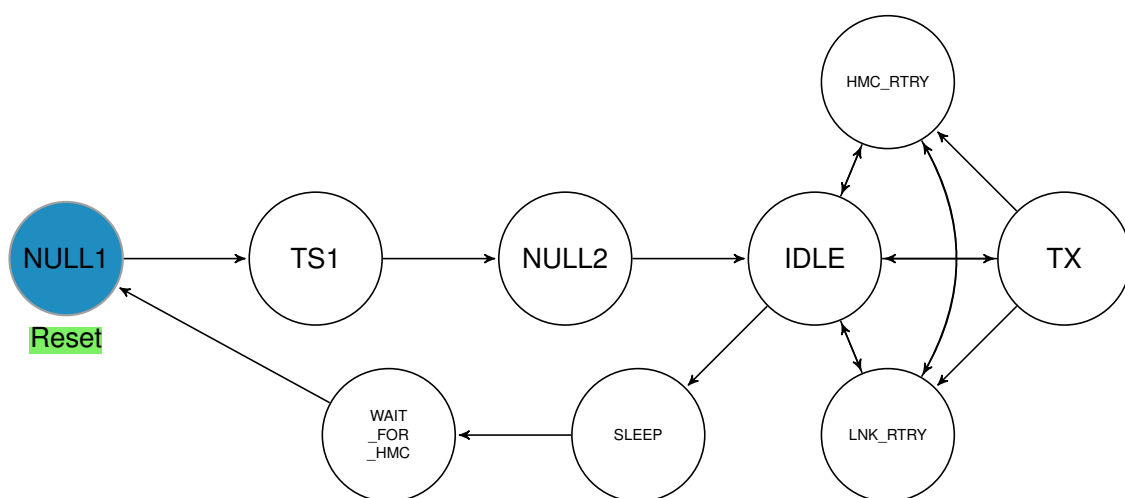 HMC_RTRY
NULL1
TS1
NULL2
IDLE
TX
Reset
WAIT
_FOR
_HMC
SLEEP
LNK_RTRY